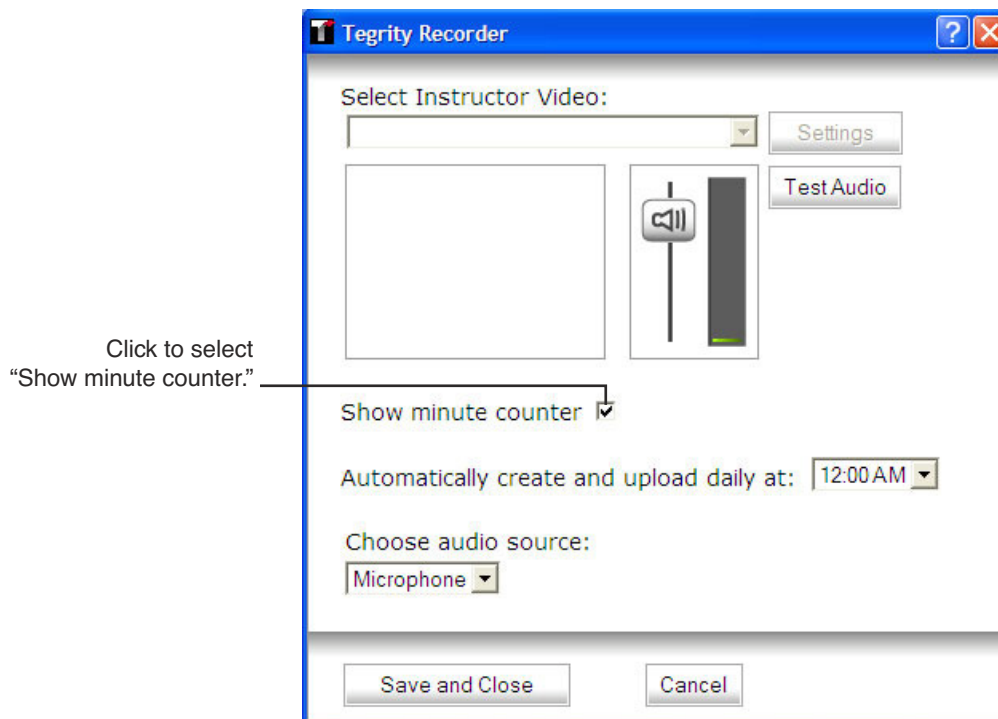 Tegrity Recorder
?
Select Instructor Video:
Settings
Test Audio
Click to select
“Show minute counter.”
Show minute counter
Automatically create and upload daily at: 12:00 AM
Choose audio source:
Microphone
Save and Close
Cancel